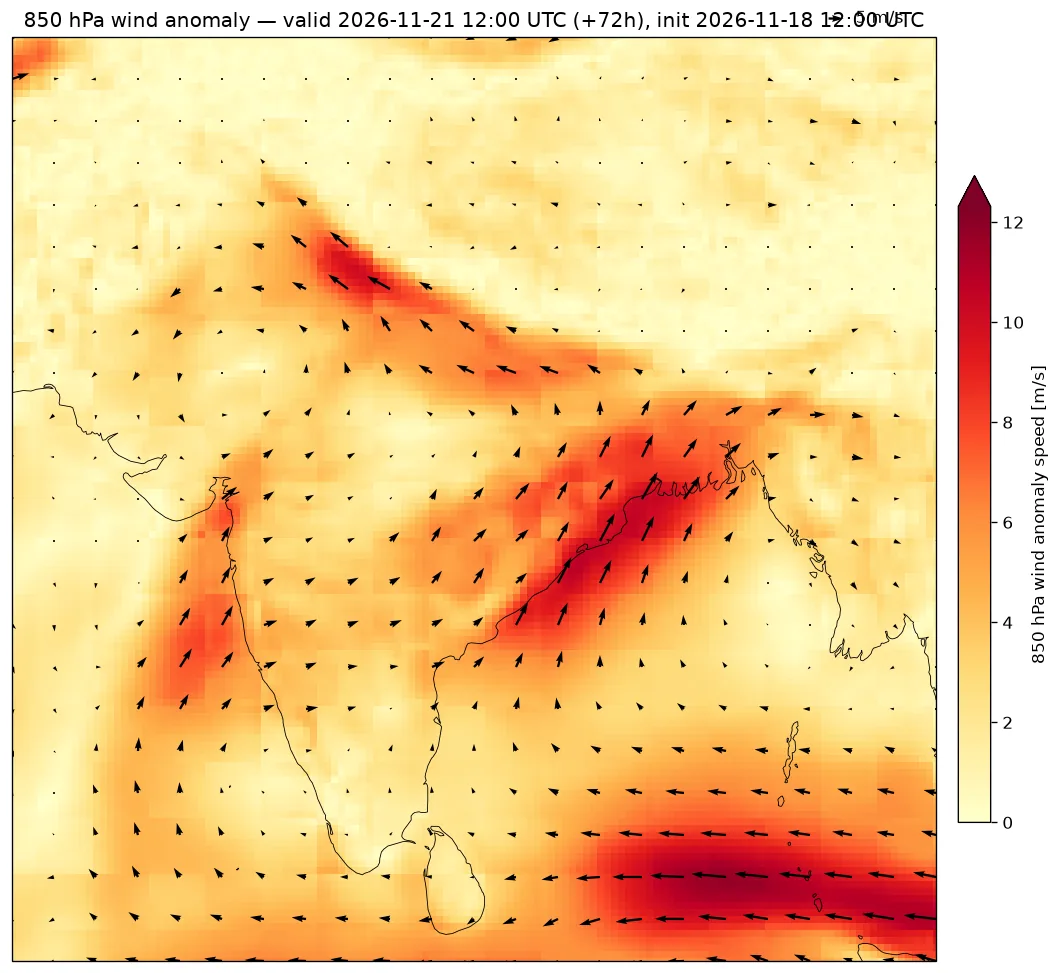 850 hPa wind anomaly — valid 2026-11-21 12:00 UTC (+72h), init 2026-11-18 12:00 UTC
5 m/s
12
10
8
6
4
2
0
850 hPa wind anomaly speed [m/s]